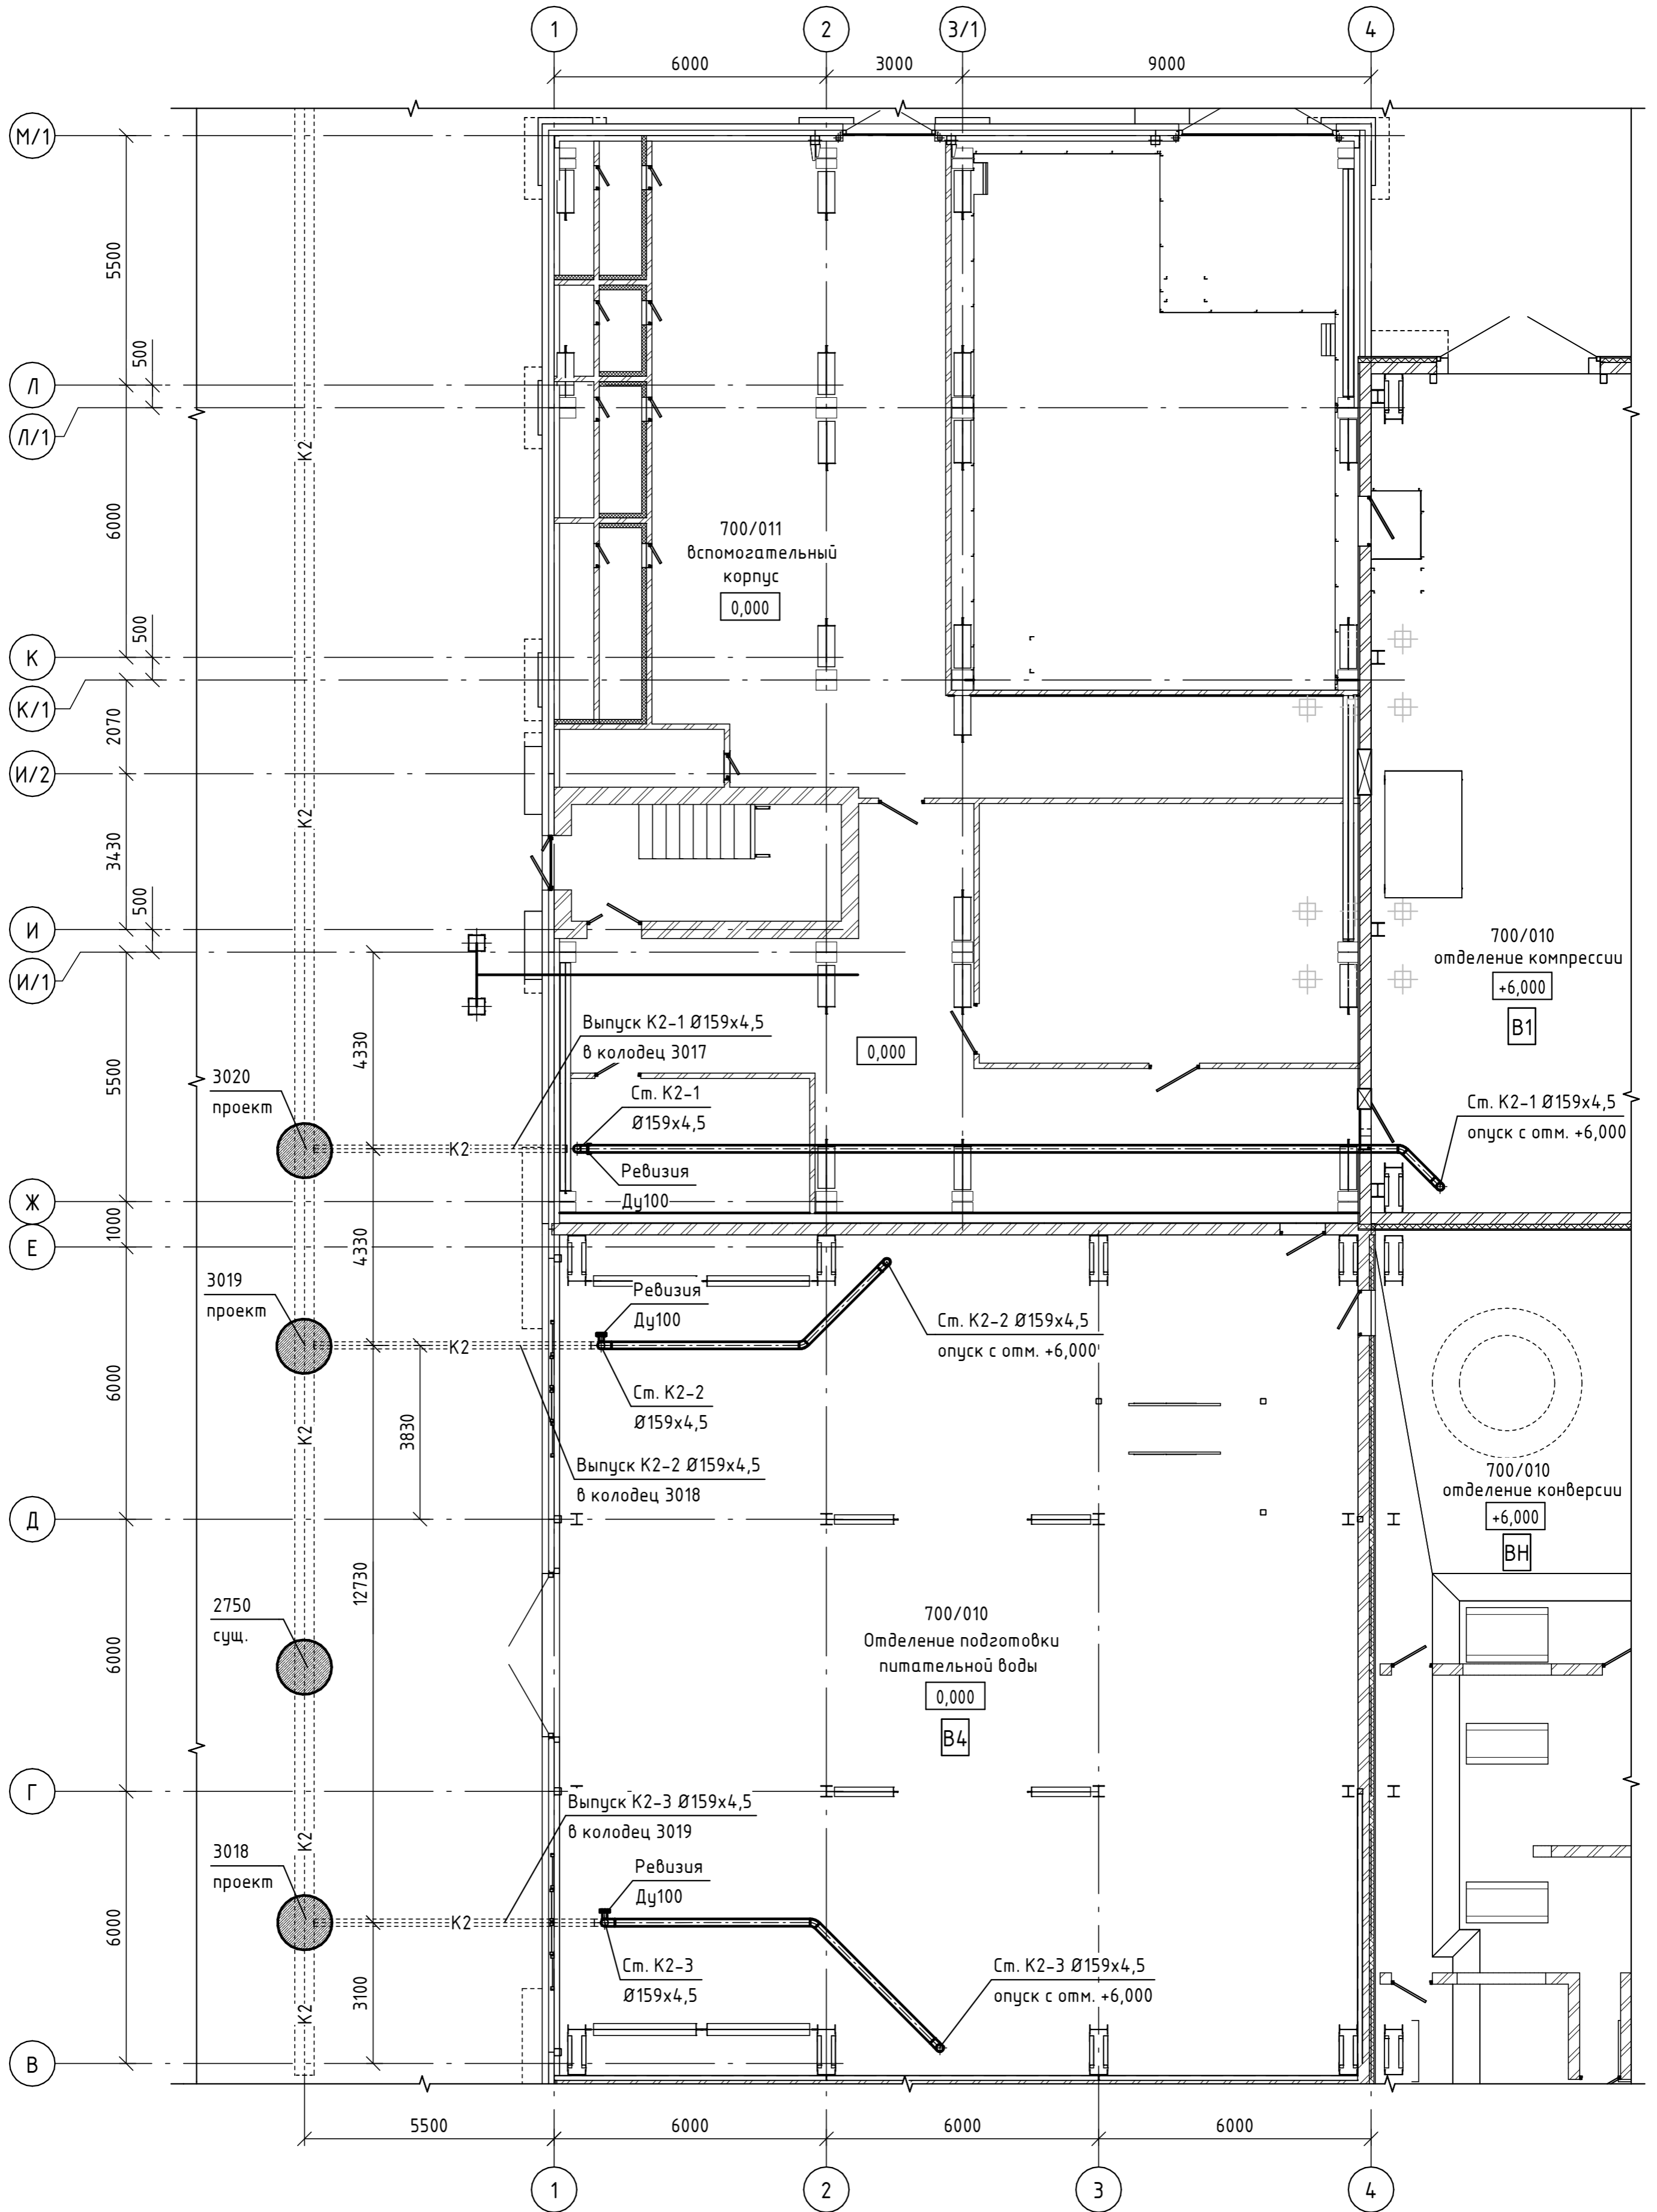 1
2
3/1
4
6000
3000
9000
М/1
5500
500
Л
Л/1
К2
6000
700/011
вспомогательный
корпус
0,000
500
К
К/1
2070
И/2
К2
3430
500
И
И/1
700/010
отделение компрессии
+6,000
В1
Выпуск К2-1 Ø159х4,5
в колодец 3017
4330
0,000
5500
3020
проект
Ст. К2-1
Ø159х4,5
Ст. К2-1 Ø159х4,5
опуск с отм. +6,000
К2
Ревизия
Ду100
Ж
1000
Е
4330
3019
проект
Ревизия
Ду100
Ст. К2-2 Ø159х4,5
опуск с отм. +6,000
К2
6000
Ст. К2-2
Ø159х4,5
3830
К2
Выпуск К2-2 Ø159х4,5
в колодец 3018
700/010
отделение конверсии
+6,000
ВН
Д
12730
2750
сущ.
6000
700/010
Отделение подготовки
питательной воды
0,000
В4
Г
Выпуск К2-3 Ø159х4,5
в колодец 3019
К2
3018
проект
Ревизия
Ду100
К2
6000
Ст. К2-3
Ø159х4,5
Ст. К2-3 Ø159х4,5
опуск с отм. +6,000
3100
К2
В
5500
6000
6000
6000
1
2
3
4